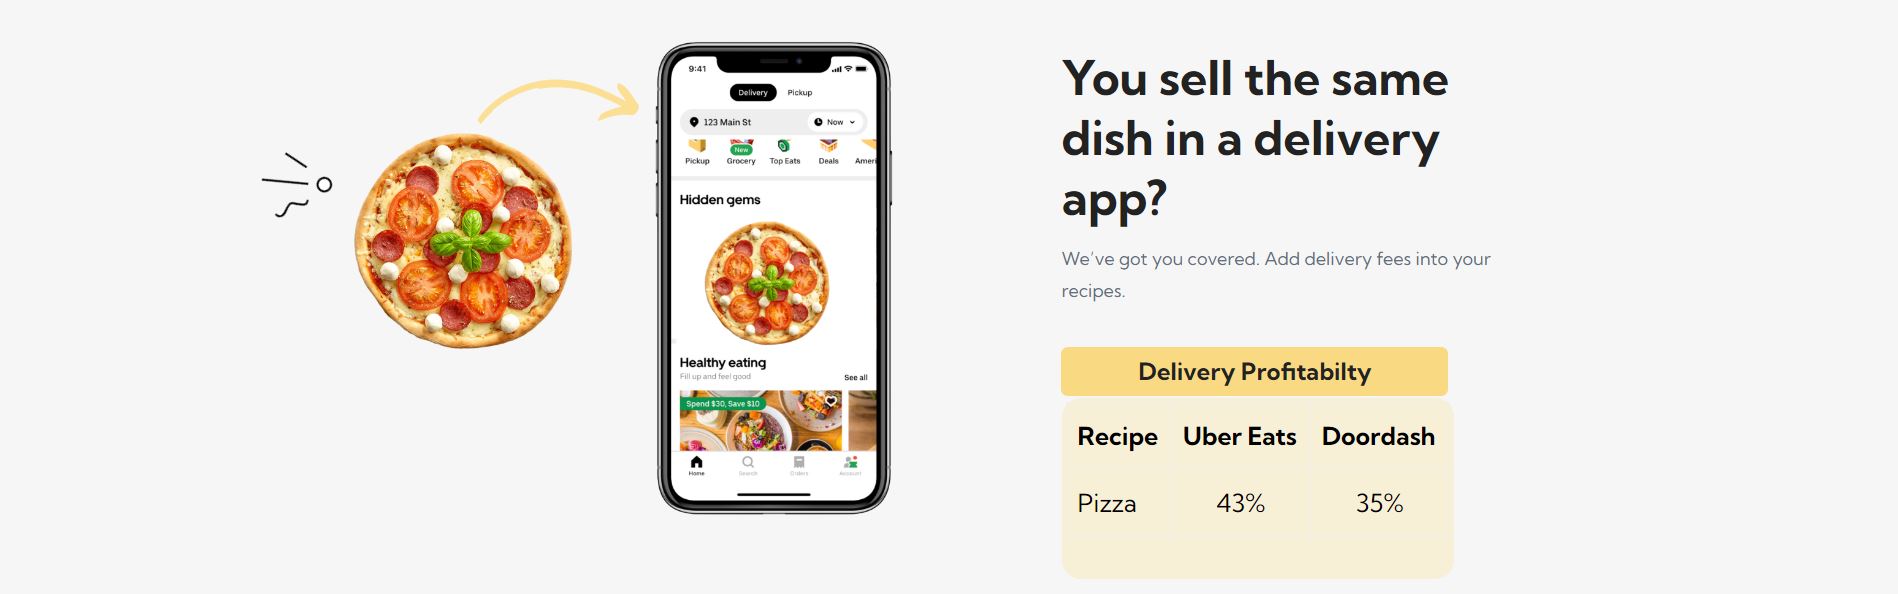 9:41
Delivery Pickup
123 Main St Now
New
Pickup Grocery Top Eats Deals Ameri
Hidden gems
Healthy eating
Fill up and feel good See all
Spend $30, Save $10
Home Search Orders Account
You sell the same
dish in a delivery
app?
We've got you covered. Add delivery fees into your
recipes.
Delivery Profitabilty
Recipe Uber Eats Doordash
Pizza 43% 35%